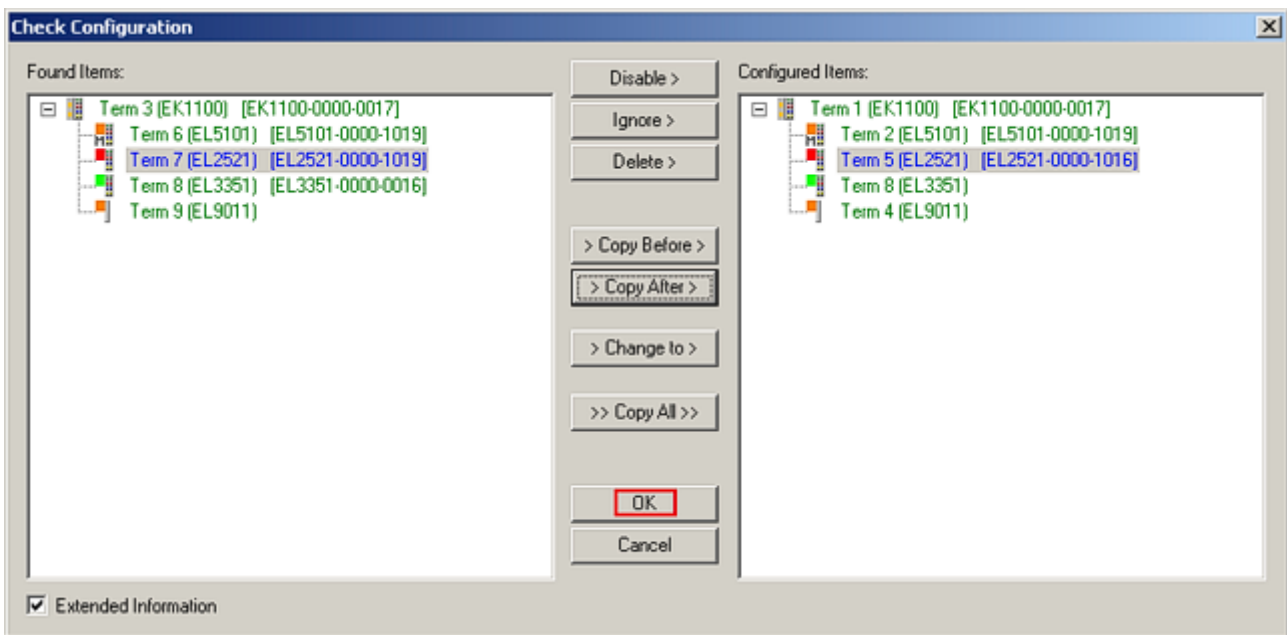 Check Configuration
Found Items:
Term 3 (EK1100) [EK1100-0000-0017]
Term 6 (EL5101) [EL5101-0000-1019]
Term 7 (EL2521) [EL2521-0000-1019]
Term 8 (EL3351) [EL3351-0000-0016]
Term 9 (EL9011)
Disable >
Ignore >
Delete >
> Copy Before >
> Copy After >
> Change to >
>> Copy All >>
OK
Cancel
Configured Items:
Term 1 (EK1100) [EK1100-0000-0017]
Term 2 (EL5101) [EL5101-0000-1019]
Term 5 (EL2521) [EL2521-0000-1016]
Term 8 (EL3351)
Term 4 (EL9011)
Extended Information